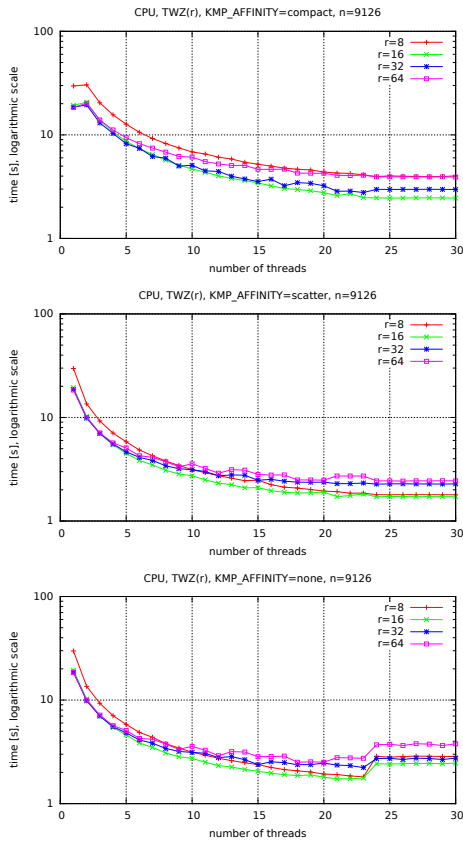 CPU, TWZ(r), KMP_AFFINITY=compact, n=9126
100
10
1
time [s], logarithmic scale
r=8
r=16
r=32
r=64
0 5 10 15 20 25 30
number of threads
CPU, TWZ(r), KMP_AFFINITY=scatter, n=9126
100
10
1
time [s], logarithmic scale
r=8
r=16
r=32
r=64
0 5 10 15 20 25 30
number of threads
CPU, TWZ(r), KMP_AFFINITY=none, n=9126
100
10
1
time [s], logarithmic scale
r=8
r=16
r=32
r=64
0 5 10 15 20 25 30
number of threads